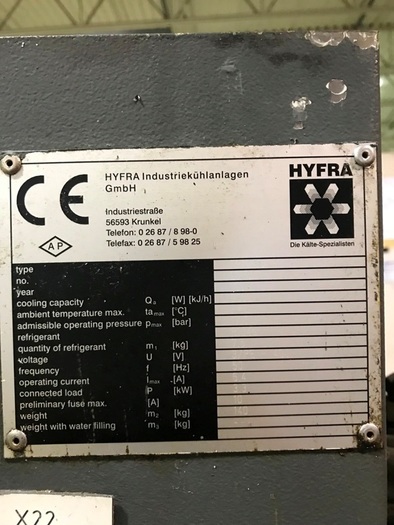 CE
HYFRA Industriekühlanlagen
GmbH
Industriestraße
56593 Krunkel
Telefon: 0 26 87 / 8 98-0
Telefax: 0 26 87 / 5 98 25
AP
HYFRA
Die Kälte-Spezialisten
type
no.
year
cooling capacity Q₀ [W] [kJ/h]
ambient temperature max. ta max [°C]
admissible operating pressure pmax [bar]
refrigerant
quantity of refrigerant m₁ [kg]
voltage U [V]
frequency f [Hz]
operating current Imax [A]
connected load P [kW]
preliminary fuse max. [A]
weight m₂ [kg]
weight with water filling m₃ [kg]
X22